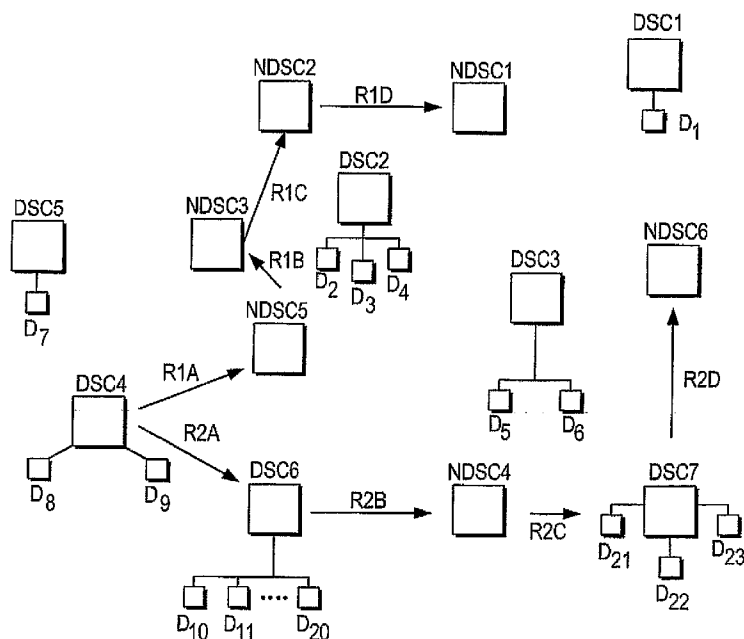 DSC1
NDSC2
NDSC1
R1D
D1
DSC2
R1C
DSC5
NDSC3
NDSC6
R1B
DSC3
D2
D3
D4
D7
NDSC5
R1A
DSC4
R2D
R2A
D5
D6
DSC6
NDSC4
DSC7
D8
D9
R2B
R2C
D21
D23
D22
D10
D11
••••
D20